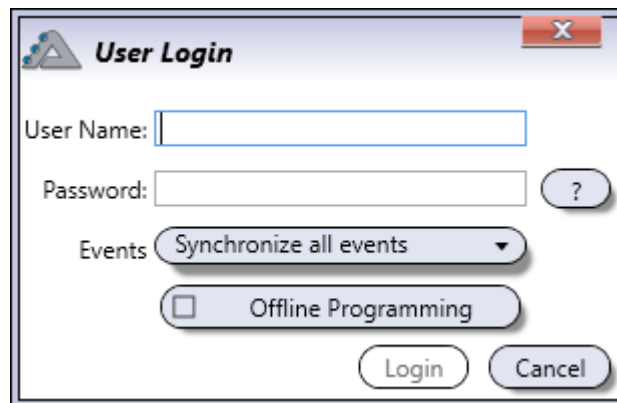 User Login
User Name:
Password:
?
Events Synchronize all events
Offline Programming
Login Cancel